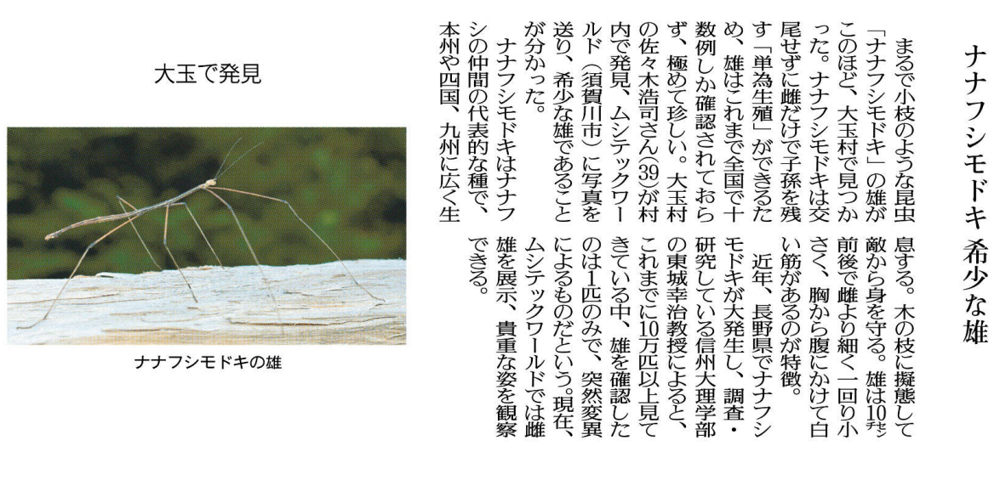 ナナフシモドキ 希少な雄
まるで小枝のような昆虫
「ナナフシモドキ」の雄が
このほど、大玉村で見つか
った。ナナフシモドキは交
尾せずに雌だけで子孫を残
す「単為生殖」ができるた
め、雄はこれまで全国で十
数例しか確認されておら
ず、極めて珍しい。大玉村
の佐々木浩司さん(39)が村
内で発見、ムシテックワー
ルド(須賀川市)に写真を
送り、希少な雄であること
が分かった。
ナナフシモドキはナナフ
シの仲間の代表的な種で、
本州や四国、九州に広く生
息する。木の枝に擬態して
敵から身を守る。雄は10㌢
前後で雌より細く一回り小
さく、胸から腹にかけて白
い筋があるのが特徴。
近年、長野県でナナフシ
モドキが大発生し、調査・
研究している信州大理学部
の東城幸治教授によると、
これまでに10万匹以上見て
きている中、雄を確認した
のは1匹のみで、突然変異
によるものだという。現在、
ムシテックワールドでは雌
雄を展示、貴重な姿を観察
できる。
大玉で発見
ナナフシモドキの雄